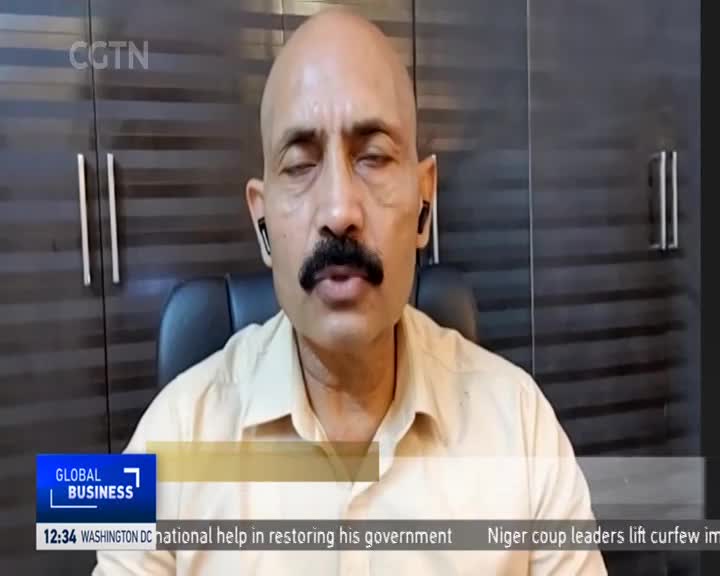 CGTN
GLOBAL
BUSINESS
12:34 WASHINGTON DC national help in restoring his government Niger coup leaders lift curfew im